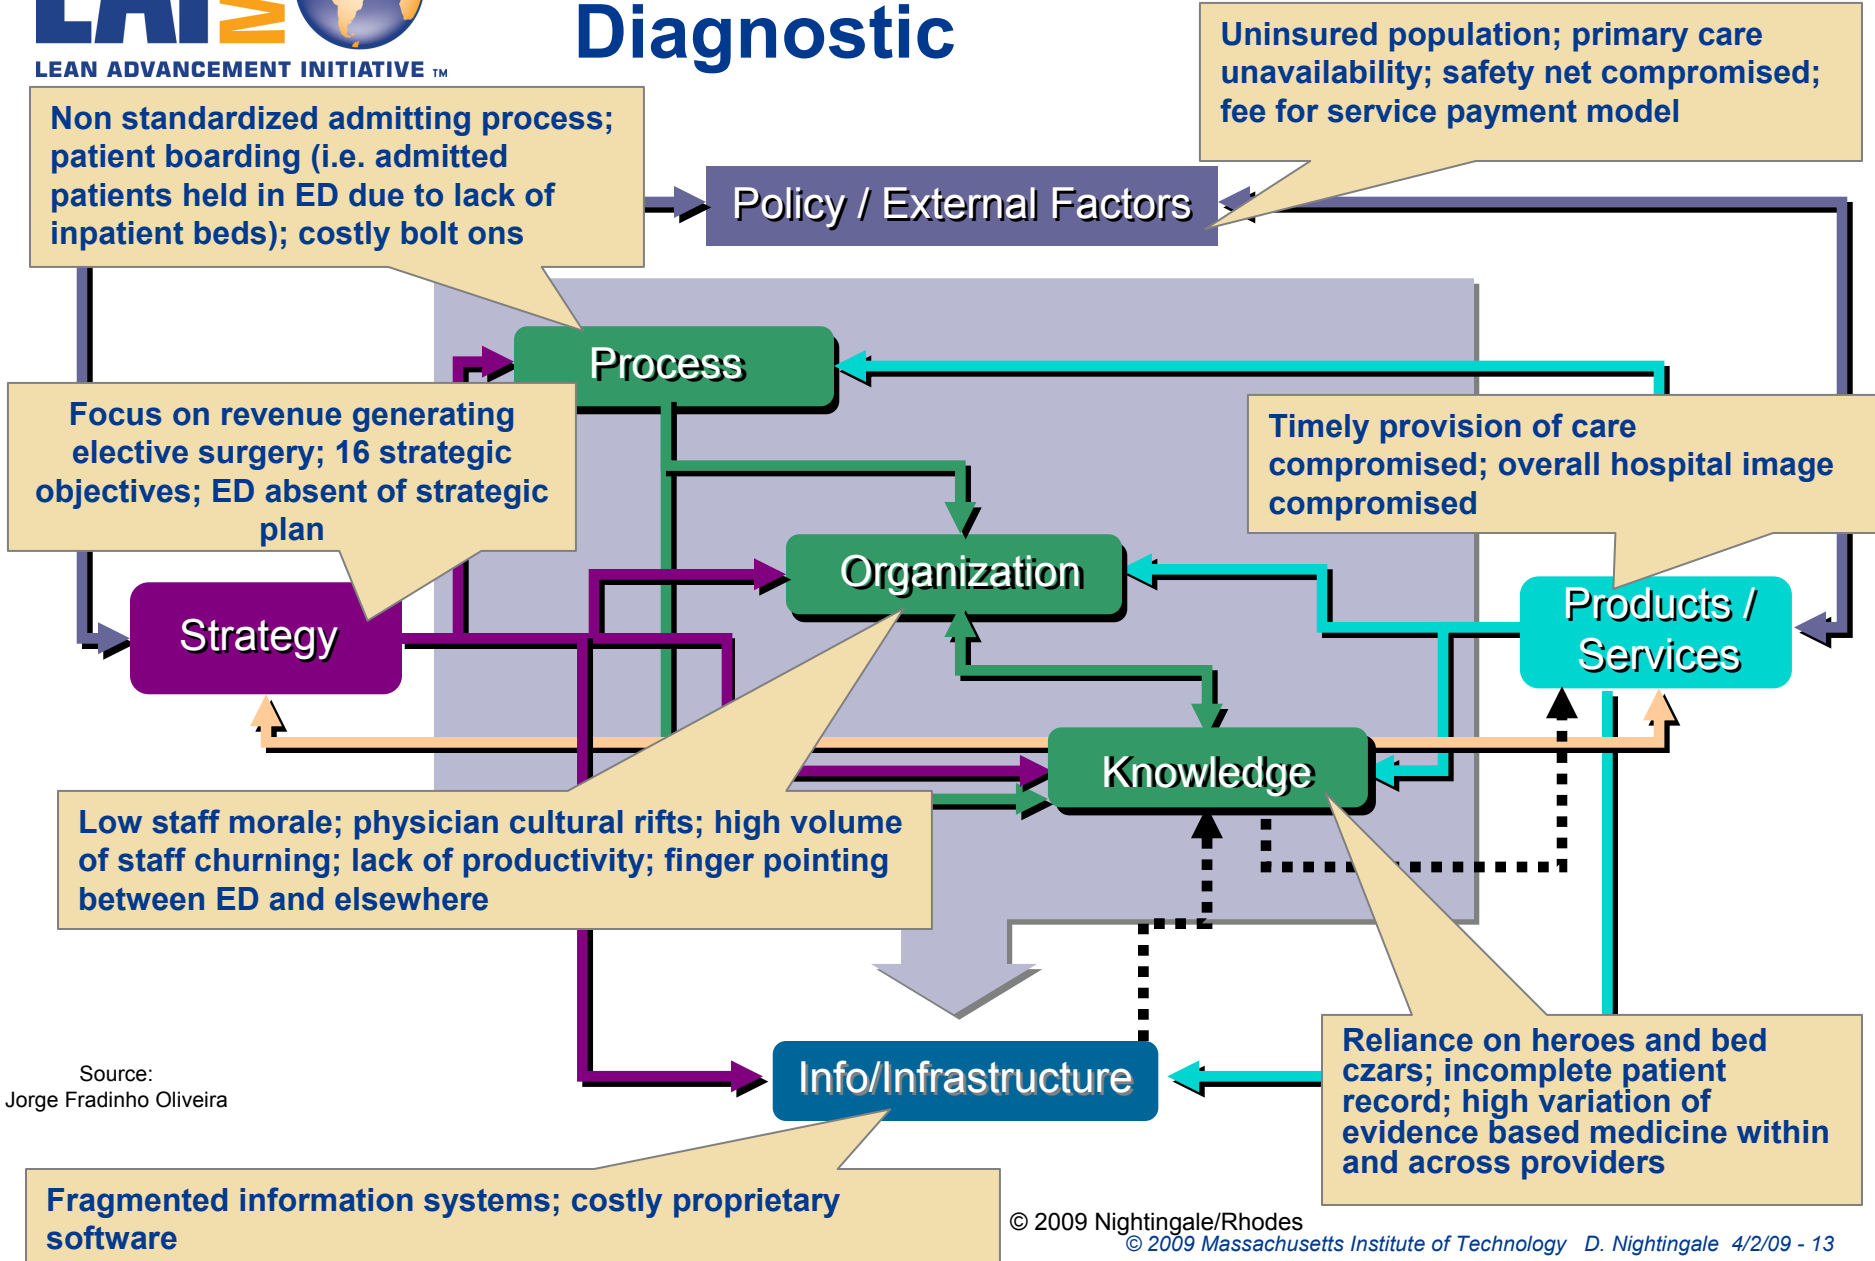 LAI
MIT
LEAN ADVANCEMENT INITIATIVE ™
Diagnostic
Uninsured population; primary care
unavailability; safety net compromised;
fee for service payment model
Non standardized admitting process;
patient boarding (i.e. admitted
patients held in ED due to lack of
inpatient beds); costly bolt ons
Policy / External Factors
Process
Focus on revenue generating
elective surgery; 16 strategic
objectives; ED absent of strategic
plan
Timely provision of care
compromised; overall hospital image
compromised
Organization
Strategy
Products /
Services
Knowledge
Low staff morale; physician cultural rifts; high volume
of staff churning; lack of productivity; finger pointing
between ED and elsewhere
Info/Infrastructure
Reliance on heroes and bed
czars; incomplete patient
record; high variation of
evidence based medicine within
and across providers
Source:
Jorge Fradinho Oliveira
Fragmented information systems; costly proprietary
software
© 2009 Nightingale/Rhodes
© 2009 Massachusetts Institute of Technology D. Nightingale 4/2/09 - 13